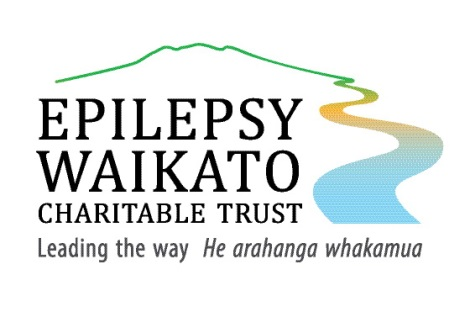 EPILEPSY
WAIKATO
CHARITABLE TRUST
Leading the way He arahanga whakamua